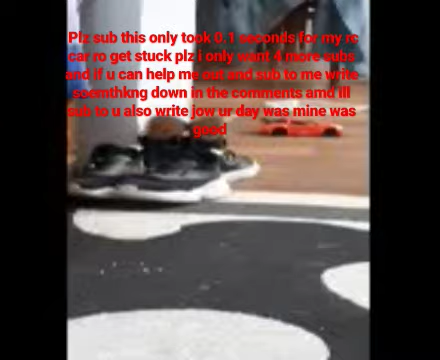 Plz sub this only took 0.1 seconds for my rc
car ro get stuck plz i only want 4 more subs
and if u can help me out and sub to me write
soemthkng down in the comments amd Ill
sub to u also write jow ur day was mine was
good